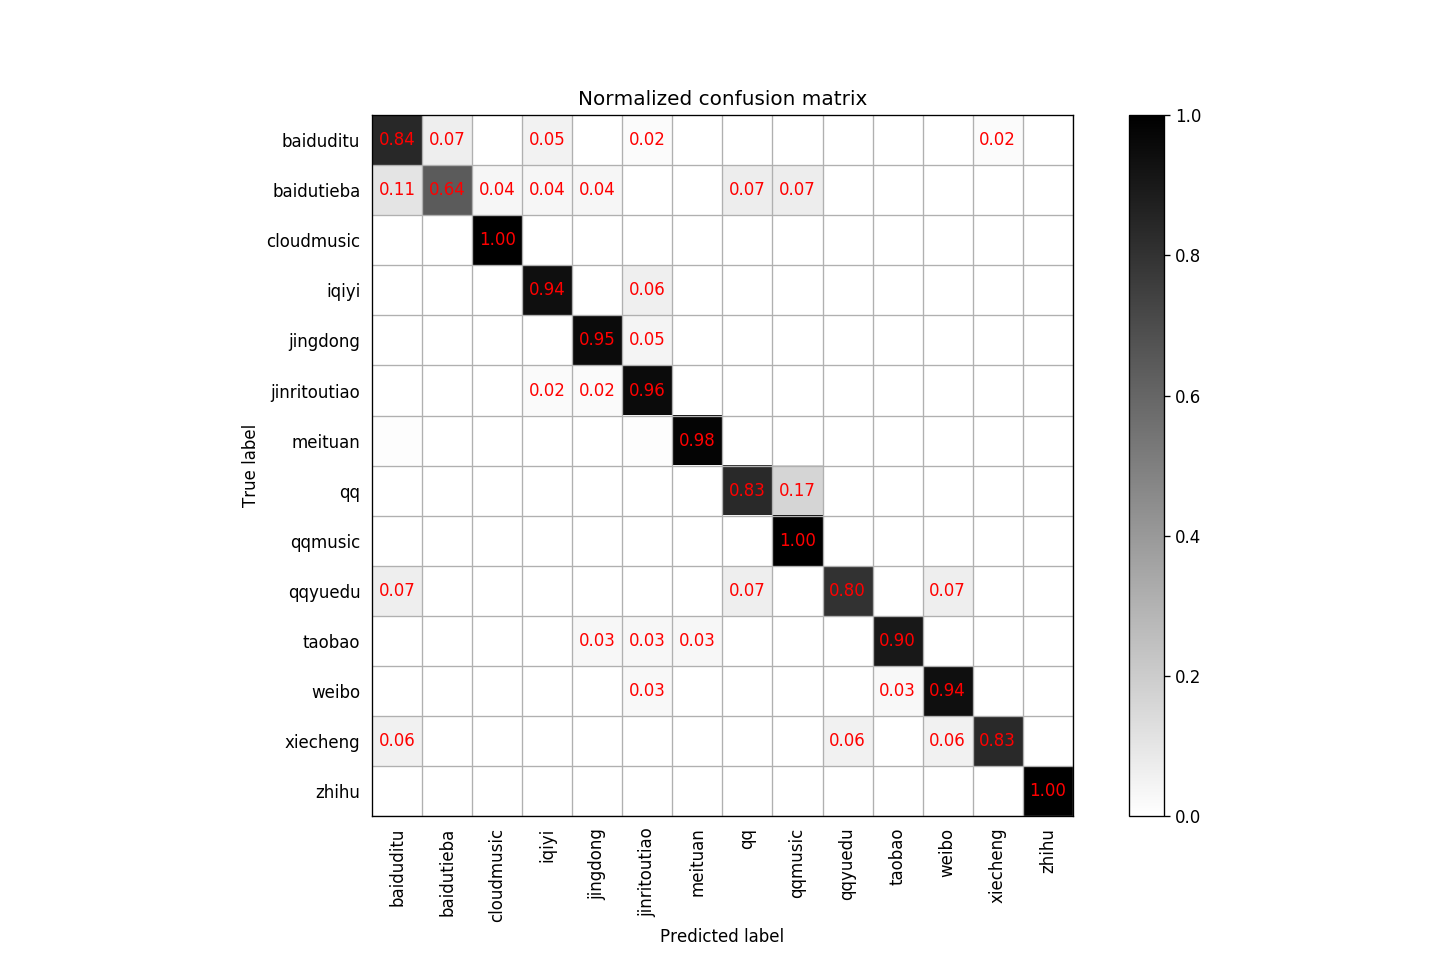 Normalized confusion matrix
baiduditu 0.84 0.07 0.05 0.02 0.02
baidutieba 0.11 0.64 0.04 0.04 0.04 0.07 0.07
cloudmusic 1.00
iqiyi 0.94 0.06
jingdong 0.95 0.05
jinritoutiao 0.02 0.02 0.96
meituan 0.98
qq 0.83 0.17
qqmusic 1.00
qqyuedu 0.07 0.07 0.80 0.07
taobao 0.03 0.03 0.03 0.90
weibo 0.03 0.03 0.94
xiecheng 0.06 0.06 0.06 0.83
zhihu 1.00
True label
baiduditu baidutieba cloudmusic iqiyi jingdong jinritoutiao meituan qq qqmusic qqyuedu taobao weibo xiecheng zhihu
Predicted label
1.0
0.8
0.6
0.4
0.2
0.0